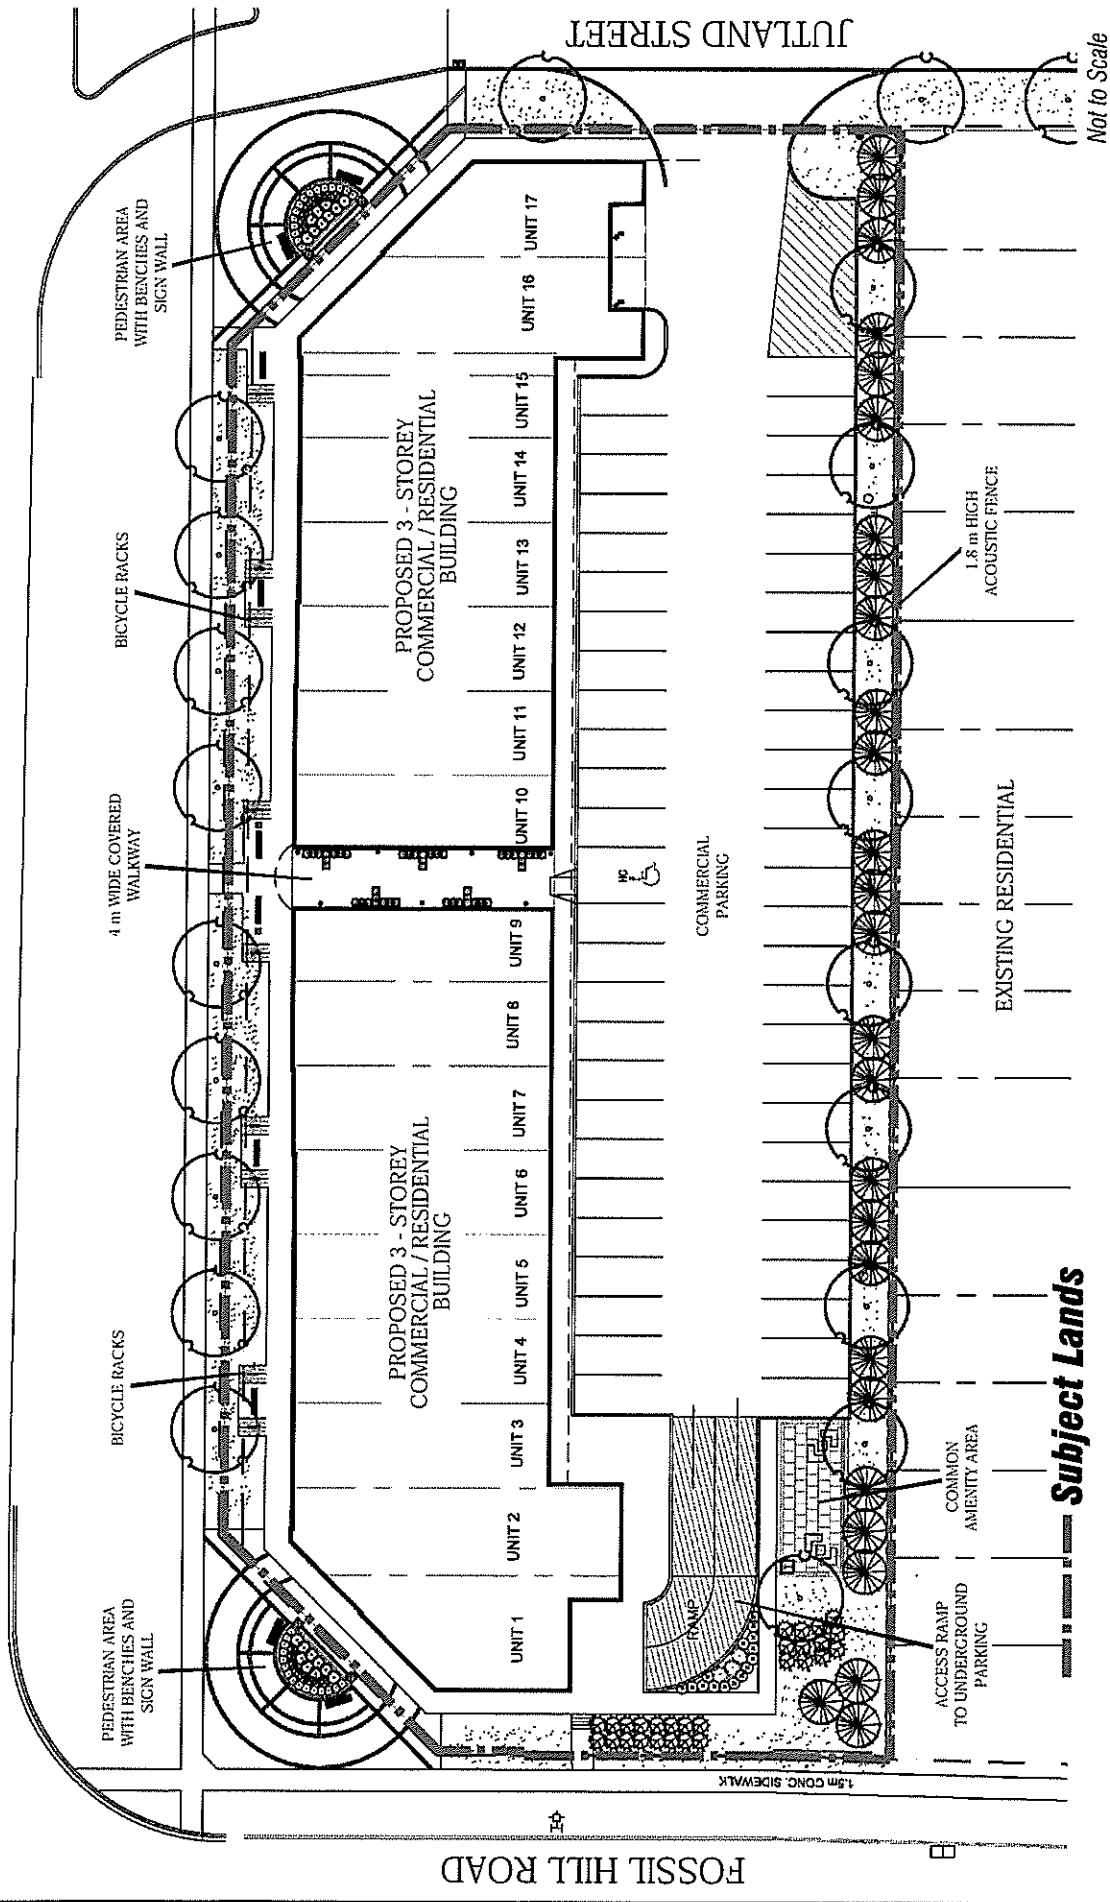 FOSSIL HILL ROAD
1.5m CONC. SIDEWALK
PEDESTRIAN AREA
WITH BENCHES AND
SIGN WALL
BICYCLE RACKS
4 m WIDE COVERED
WALKWAY
BICYCLE RACKS
PEDESTRIAN AREA
WITH BENCHES AND
SIGN WALL
PROPOSED 3 - STOREY
COMMERCIAL / RESIDENTIAL
BUILDING
PROPOSED 3 - STOREY
COMMERCIAL / RESIDENTIAL
BUILDING
UNIT 1
UNIT 2
UNIT 3
UNIT 4
UNIT 5
UNIT 6
UNIT 7
UNIT 8
UNIT 9
UNIT 10
UNIT 11
UNIT 12
UNIT 13
UNIT 14
UNIT 15
UNIT 16
UNIT 17
HC
RAMP
COMMERCIAL
PARKING
ACCESS RAMP
TO UNDERGROUND
PARKING
COMMON
AMENITY AREA
EXISTING RESIDENTIAL
1.8 m HIGH
ACOUSTIC FENCE
JUTLAND STREET
Subject Lands
Not to Scale